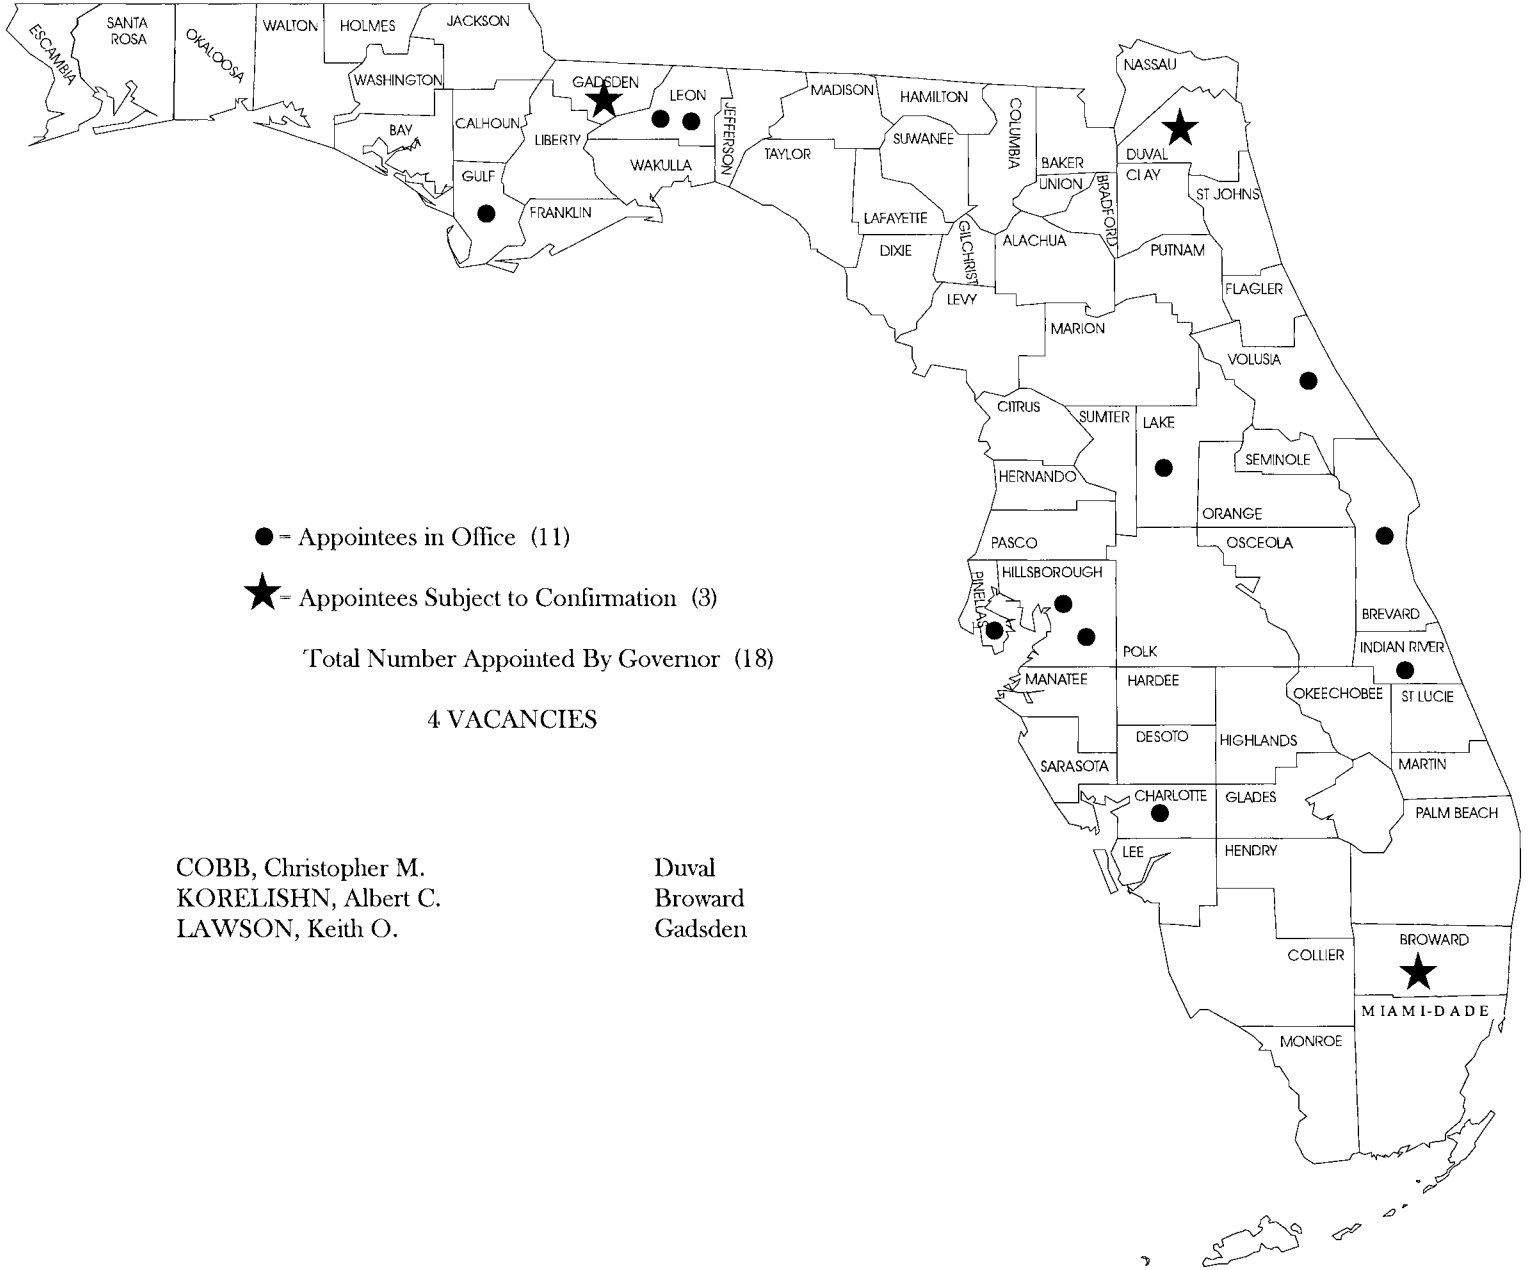 ESCAMBIA
SANTA
ROSA
OKALOOSA
WALTON
HOLMES
JACKSON
WASHINGTON
BAY
CALHOUN
GULF
LIBERTY
GADSDEN
LEON
JEFFERSON
WAKULLA
FRANKLIN
MADISON
TAYLOR
HAMILTON
SUWANEE
LAFAYETTE
DIXIE
COLUMBIA
GILCHRIST
NASSAU
DUVAL
BAKER
UNION
BRADFORD
CLAY
ST JOHNS
ALACHUA
PUTNAM
FLAGLER
LEVY
MARION
VOLUSIA
CITRUS
SUMTER
LAKE
SEMINOLE
HERNANDO
ORANGE
PASCO
OSCEOLA
HILLSBOROUGH
PINELLAS
BREVARD
POLK
INDIAN RIVER
MANATEE
HARDEE
OKEECHOBEE
ST LUCIE
DESOTO
HIGHLANDS
SARASOTA
MARTIN
CHARLOTTE
GLADES
PALM BEACH
LEE
HENDRY
BROWARD
COLLIER
MIAMI-DADE
MONROE
= Appointees in Office (11)
= Appointees Subject to Confirmation (3)
Total Number Appointed By Governor (18)
4 VACANCIES
COBB, Christopher M. Duval
KORELISHN, Albert C. Broward
LAWSON, Keith O. Gadsden